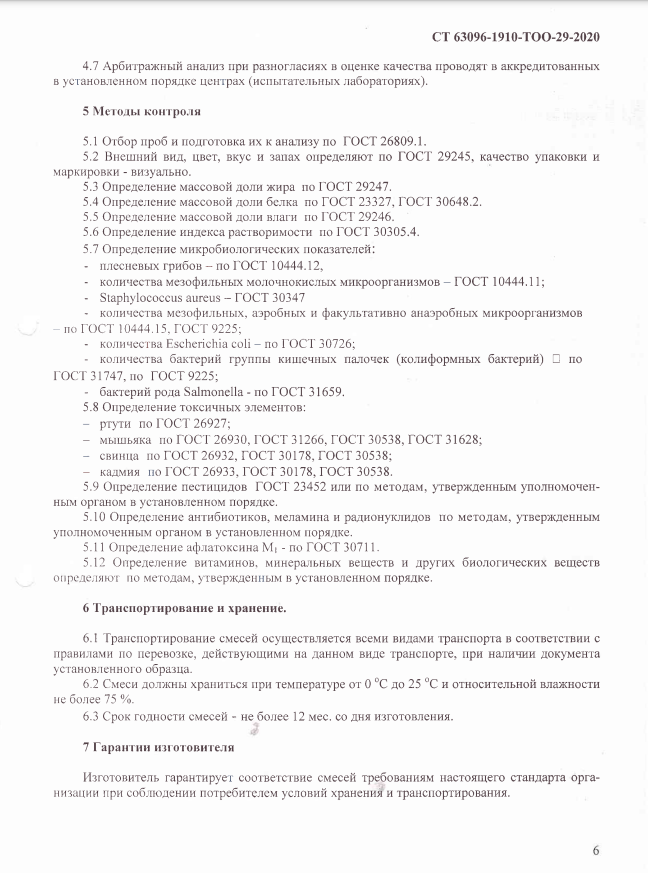 СТ 63096-1910-ТОО-29-2020
4.7 Арбитражный анализ при разногласиях в оценке качества проводят в аккредитованных
в установленном порядке центрах (испытательных лабораториях).
5 Методы контроля
5.1 Отбор проб и подготовка их к анализу по ГОСТ 26809.1.
5.2 Внешний вид, цвет, вкус и запах определяют по ГОСТ 29245, качество упаковки и
маркировки - визуально.
5.3 Определение массовой доли жира по ГОСТ 29247.
5.4 Определение массовой доли белка по ГОСТ 23327, ГОСТ 30648.2.
5.5 Определение массовой доли влаги по ГОСТ 29246.
5.6 Определение индекса растворимости по ГОСТ 30305.4.
5.7 Определение микробиологических показателей:
- плесневых грибов – по ГОСТ 10444.12,
- количества мезофильных молочнокислых микроорганизмов – ГОСТ 10444.11;
- Staphylococcus aureus – ГОСТ 30347
- количества мезофильных, аэробных и факультативно анаэробных микроорганизмов
– по ГОСТ 10444.15, ГОСТ 9225;
- количества Escherichia coli – по ГОСТ 30726;
- количества бактерий группы кишечных палочек (колиформных бактерий) □ по
ГОСТ 31747, по ГОСТ 9225;
- бактерий рода Salmonella - по ГОСТ 31659.
5.8 Определение токсичных элементов:
– ртути по ГОСТ 26927;
– мышьяка по ГОСТ 26930, ГОСТ 31266, ГОСТ 30538, ГОСТ 31628;
– свинца по ГОСТ 26932, ГОСТ 30178, ГОСТ 30538;
– кадмия по ГОСТ 26933, ГОСТ 30178, ГОСТ 30538.
5.9 Определение пестицидов ГОСТ 23452 или по методам, утвержденным уполномочен-
ным органом в установленном порядке.
5.10 Определение антибиотиков, меламина и радионуклидов по методам, утвержденным
уполномоченным органом в установленном порядке.
5.11 Определение афлатоксина М₁ - по ГОСТ 30711.
5.12 Определение витаминов, минеральных веществ и других биологических веществ
определяют по методам, утвержденным в установленном порядке.
6 Транспортирование и хранение.
6.1 Транспортирование смесей осуществляется всеми видами транспорта в соответствии с
правилами по перевозке, действующими на данном виде транспорте, при наличии документа
установленного образца.
6.2 Смеси должны храниться при температуре от 0 ⁰С до 25 ⁰С и относительной влажности
не более 75 %.
6.3 Срок годности смесей - не более 12 мес. со дня изготовления.
7 Гарантии изготовителя
Изготовитель гарантирует соответствие смесей требованиям настоящего стандарта орга-
низации при соблюдении потребителем условий хранения и транспортирования.
6